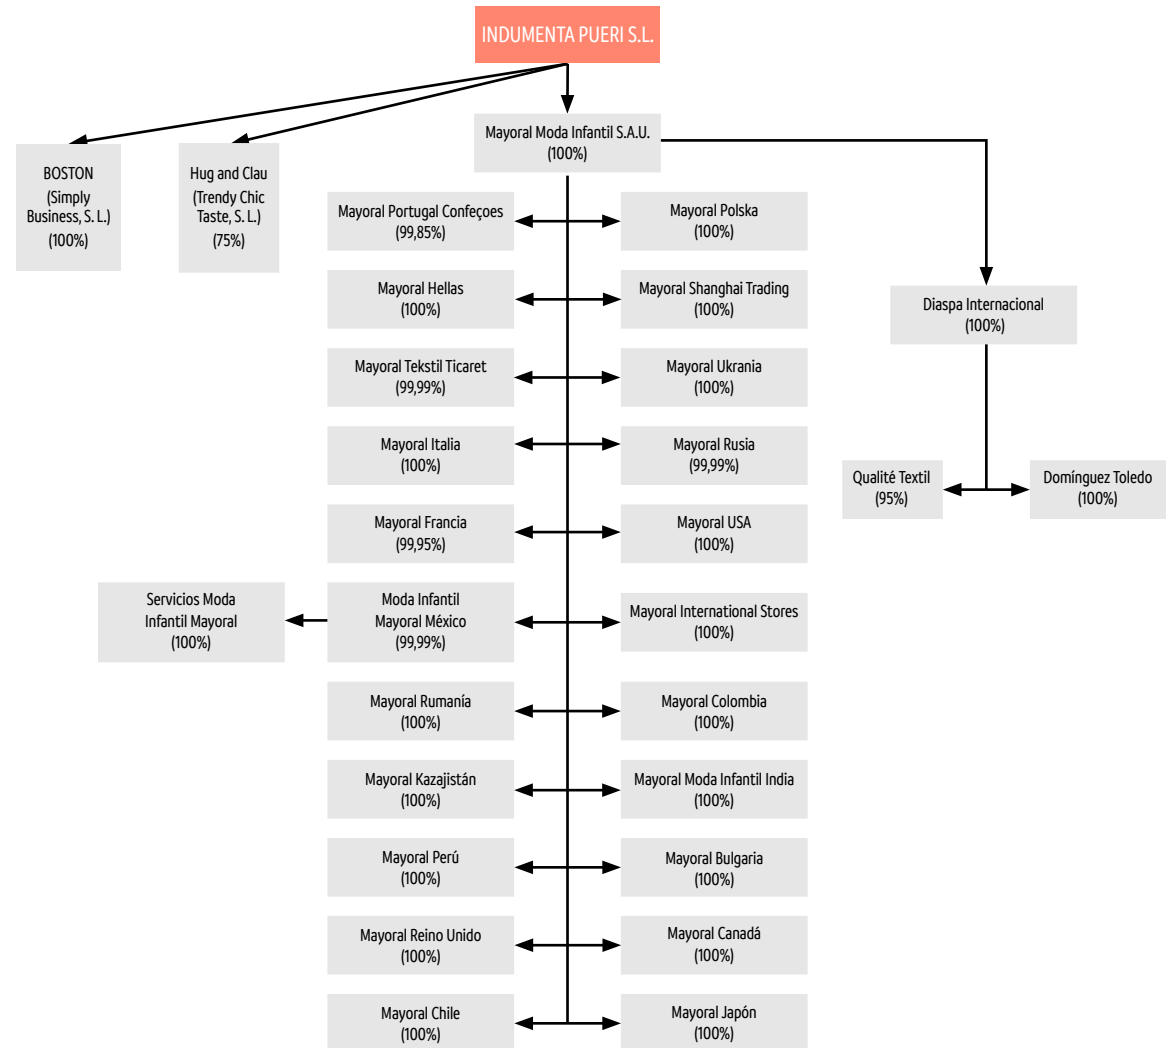 INDUMENTA PUERI S.L.
Mayoral Moda Infantil S.A.U.
(100%)
BOSTON
(Simply
Business, S. L.)
(100%)
Hug and Clau
(Trendy Chic
Taste, S. L.)
(75%)
Mayoral Portugal Confeçoes
(99,85%)
Mayoral Polska
(100%)
Mayoral Hellas
(100%)
Mayoral Shanghai Trading
(100%)
Diaspa Internacional
(100%)
Mayoral Tekstil Ticaret
(99,99%)
Mayoral Ukrania
(100%)
Mayoral Italia
(100%)
Mayoral Rusia
(99,99%)
Qualité Textil
(95%)
Domínguez Toledo
(100%)
Mayoral Francia
(99,95%)
Mayoral USA
(100%)
Servicios Moda
Infantil Mayoral
(100%)
Moda Infantil
Mayoral México
(99,99%)
Mayoral International Stores
(100%)
Mayoral Rumanía
(100%)
Mayoral Colombia
(100%)
Mayoral Kazajistán
(100%)
Mayoral Moda Infantil India
(100%)
Mayoral Perú
(100%)
Mayoral Bulgaria
(100%)
Mayoral Reino Unido
(100%)
Mayoral Canadá
(100%)
Mayoral Chile
(100%)
Mayoral Japón
(100%)